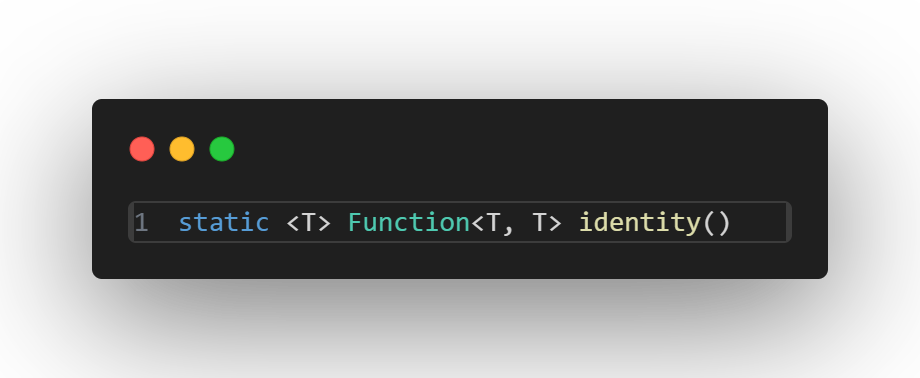 1 static <T> Function<T, T> identity()